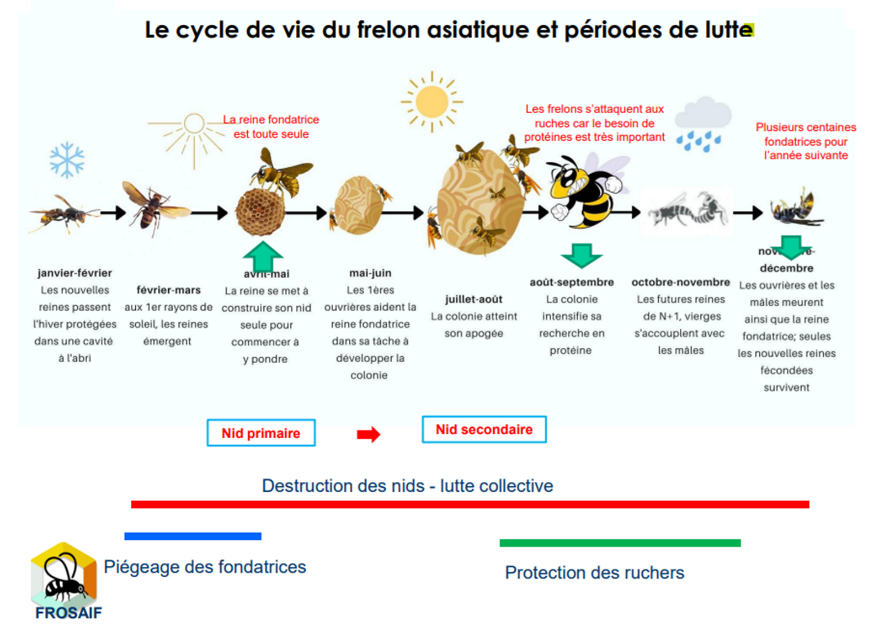 Le cycle de vie du frelon asiatique et périodes de lutte
La reine fondatrice
est toute seule
Les frelons s'attaquent aux
ruches car le besoin de
protéines est très important
Plusieurs centaines
fondatrices pour
l'année suivante
janvier-février
Les nouvelles
reines passent
l'hiver protégées
dans une cavité
à l'abri
février-mars
aux 1er rayons de
soleil, les reines
émergent
avril-mai
La reine se met à
construire son nid
seule pour
commencer à
y pondre
mai-juin
Les 1ères
ouvrières aident la
reine fondatrice
dans sa tâche à
développer la
colonie
juillet-août
La colonie atteint
son apogée
août-septembre
La colonie
intensifie sa
recherche en
protéine
octobre-novembre
Les futures reines
de N+1, vierges
s'accouplent avec
les mâles
décembre
Les ouvrières et les
mâles meurent
ainsi que la reine
fondatrice; seules
les nouvelles reines
fécondées
survivent
Nid primaire
Nid secondaire
Destruction des nids - lutte collective
Piégeage des fondatrices
Protection des ruchers
FROSAIF